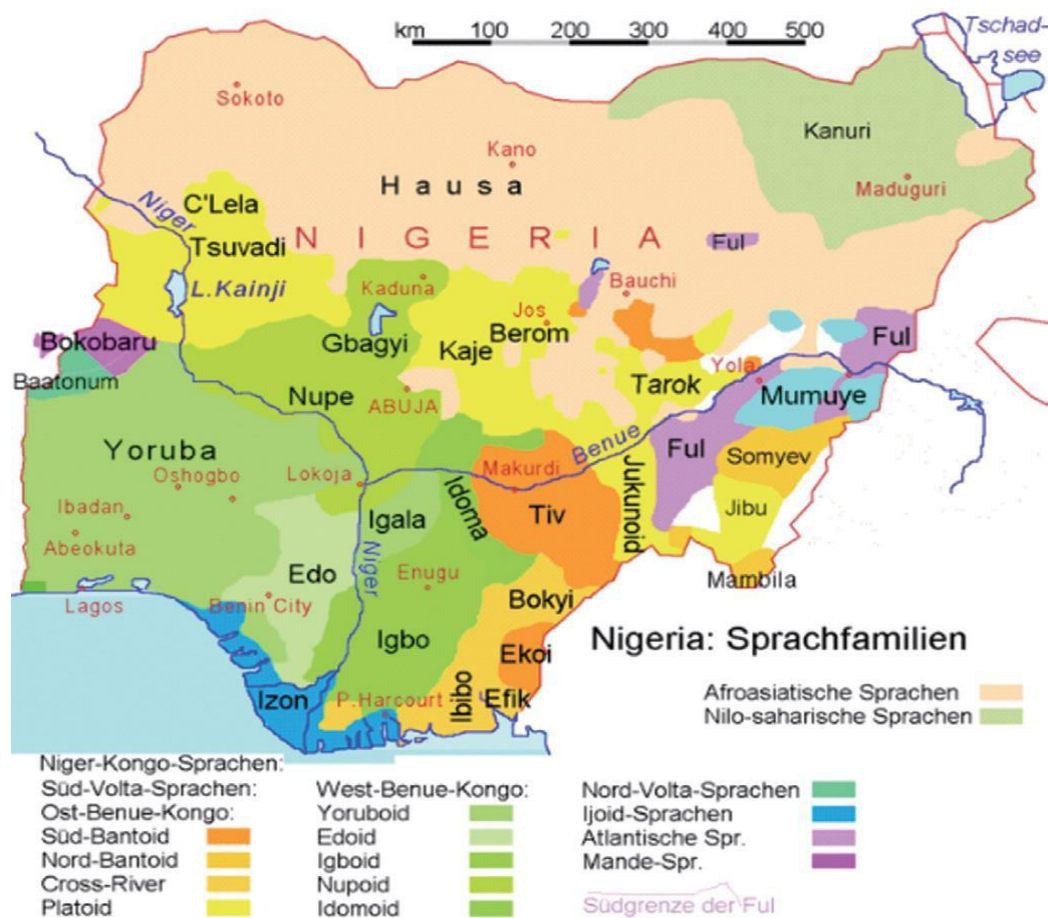 km 100 200 300 400 500
Tschad-
see
Sokoto
Kanuri
Kano
Hausa
Maduguri
C'Lela
Niger
Tsuvadi
NIGERIA
Ful
L.Kainji
Kaduna
Bauchi
Jos
Berom
Bokobaru
Gbagyi
Kaje
Ful
Baatonum
Yola
Tarok
Mumuye
Nupe
ABUJA
Yoruba
Benue
Ful
Oshogbo
Lokoja
Makurdi
Somyev
Jukunoid
Ibadan
Idoma
Tiv
Jibu
Igala
Abeokuta
Niger
Edo
Enugu
Mambila
Lagos
Benin City
Bokyi
Igbo
Nigeria: Sprachfamilien
Ekoi
Izon
P.Harcourt
Ibibo
Efik
Afroasiatische Sprachen
Nilo-saharische Sprachen
Niger-Kongo-Sprachen:
Süd-Volta-Sprachen:
Ost-Benue-Kongo:
Süd-Bantoid
Nord-Bantoid
Cross-River
Platoid
West-Benue-Kongo:
Yoruboid
Edoid
Igboid
Nupoid
Idomoid
Nord-Volta-Sprachen
Ijoid-Sprachen
Atlantische Spr.
Mande-Spr.
Südgrenze der Ful